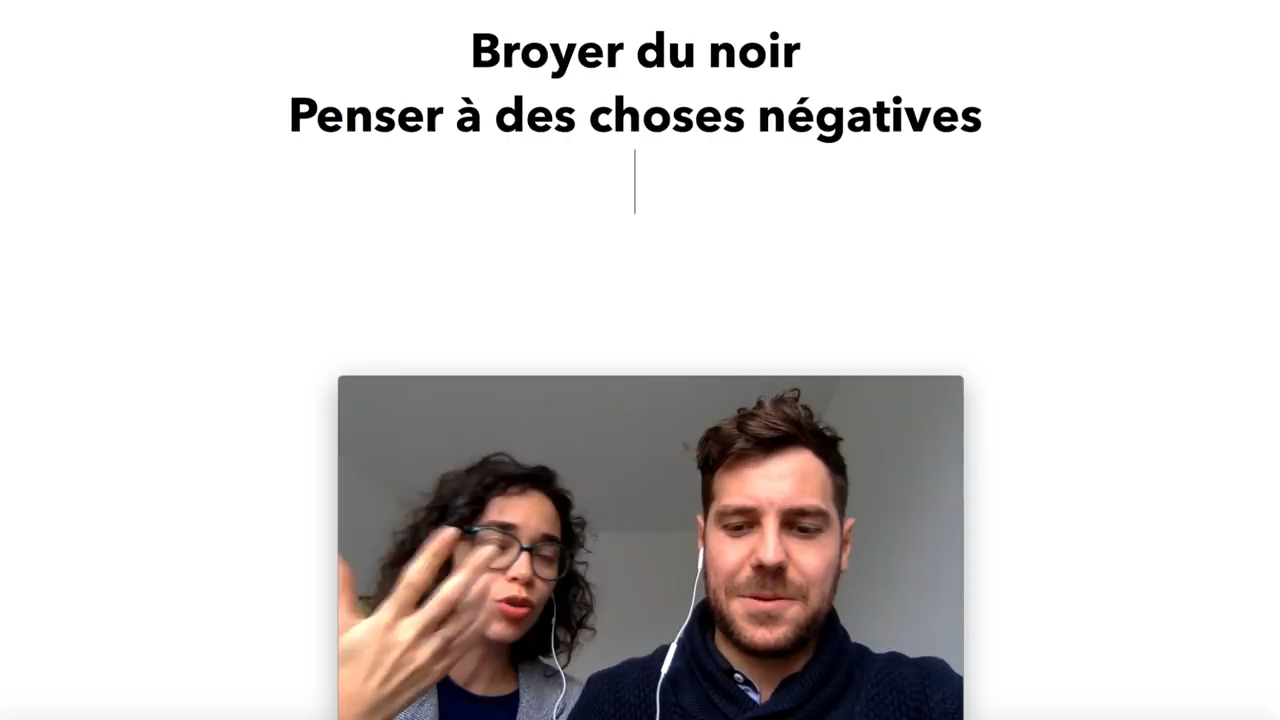 Broyer du noir
Penser à des choses négatives